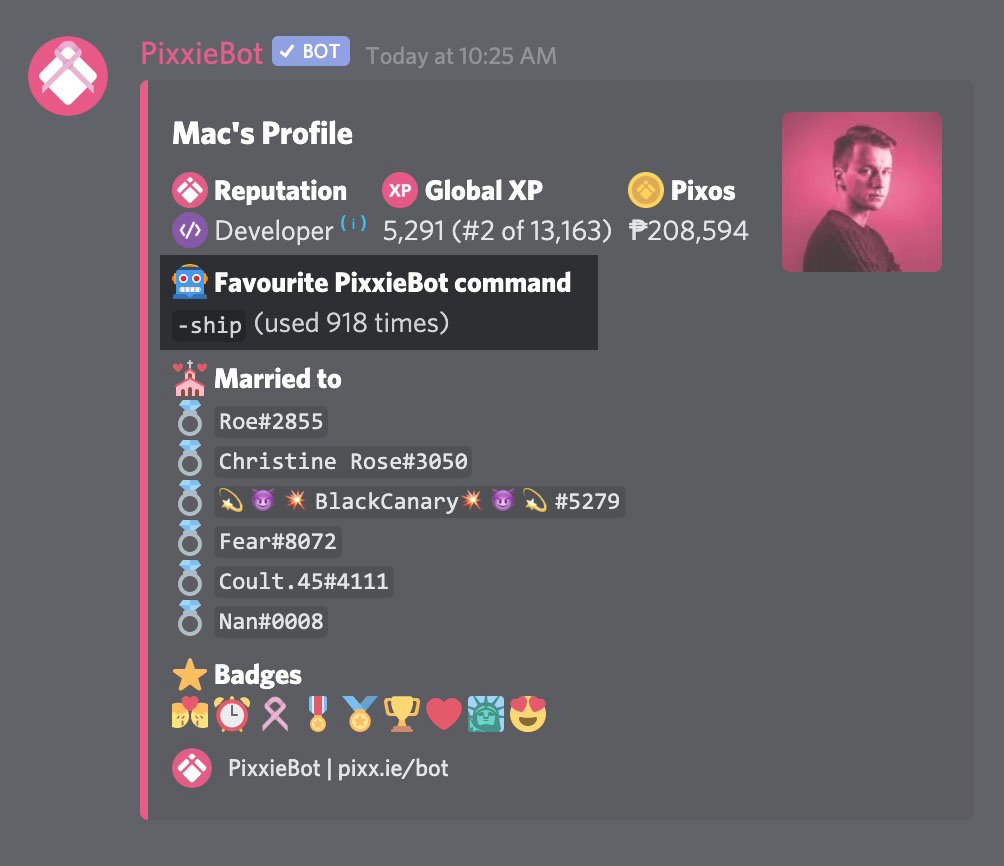 PixxieBot ✓ BOT Today at 10:25 AM
Mac's Profile
Reputation XP Global XP Pixos
</> Developer (i) 5,291 (#2 of 13,163) ₱208,594
Favourite PixxieBot command
-ship (used 918 times)
Married to
Roe#2855
Christine Rose#3050
💫 😈 💥 BlackCanary💥 😈 💫 #5279
Fear#8072
Coult.45#4111
Nan#0008
Badges
PixxieBot | pixx.ie/bot